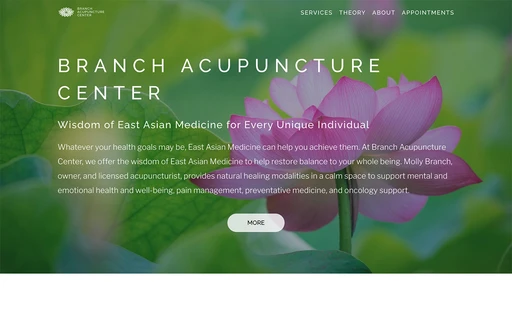 BRANCH
ACUPUNCTURE
CENTER
SERVICES THEORY ABOUT APPOINTMENTS
BRANCH ACUPUNCTURE
CENTER
Wisdom of East Asian Medicine for Every Unique Individual
Whatever your health goals may be, East Asian Medicine can help you achieve them. At Branch Acupuncture
Center, we offer the wisdom of East Asian Medicine to help restore balance to your whole being. Molly Branch,
owner, and licensed acupuncturist, provides natural healing modalities in a calm space to support mental and
emotional health and well-being, pain management, preventative medicine, and oncology support.
MORE